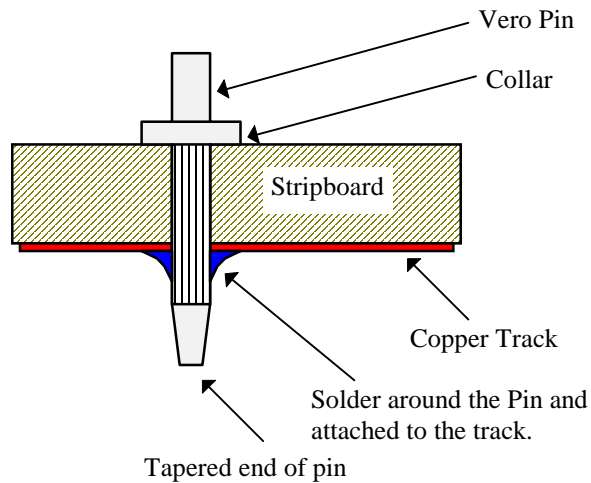 Vero Pin
Collar
Stripboard
Copper Track
Solder around the Pin and
attached to the track.
Tapered end of pin